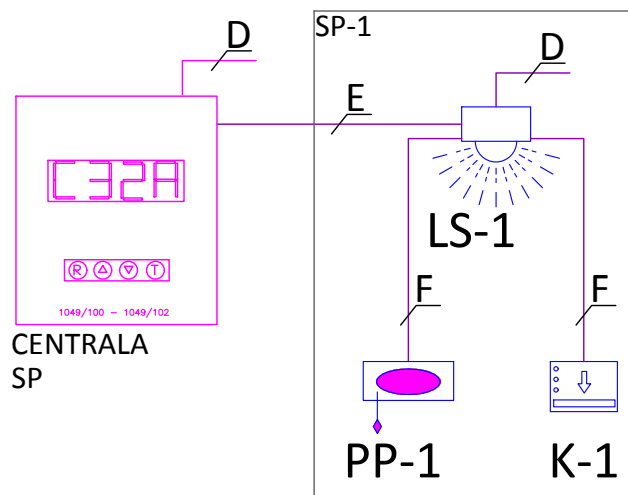 SP-1
D
D
E
C32A
LS-1
R T
1049/100 - 1049/102
F
F
CENTRALA
SP
PP-1
K-1